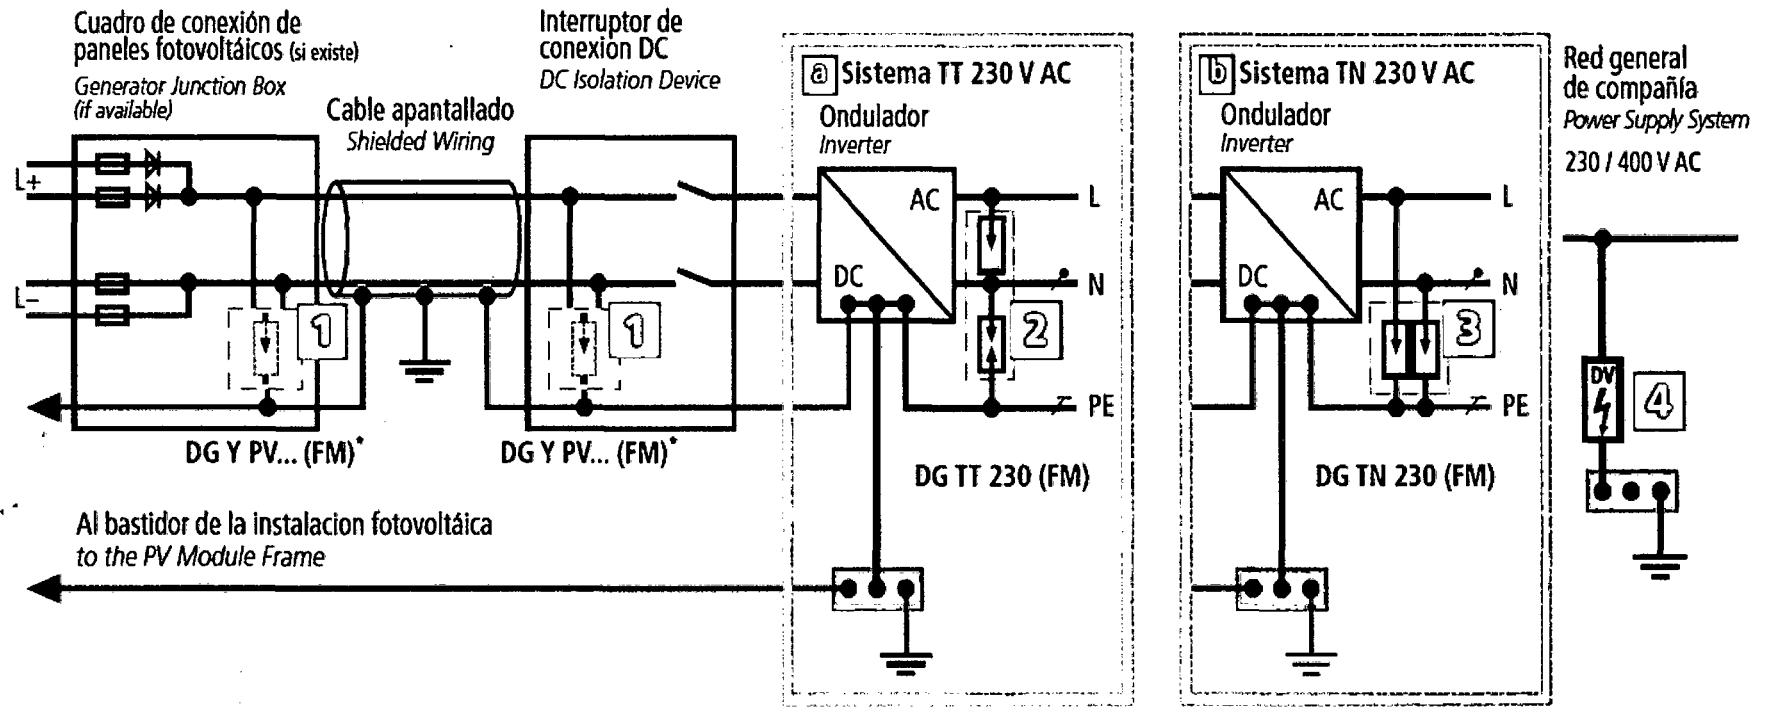 Cuadro de conexión de
paneles fotovoltáicos (si existe)
Generator Junction Box
(if available)
Cable apantallado
Shielded Wiring
Interruptor de
conexion DC
DC Isolation Device
a Sistema TT 230 V AC
Ondulador
Inverter
b Sistema TN 230 V AC
Ondulador
Inverter
Red general
de compañía
Power Supply System
230 / 400 V AC
L+
L−
1
1
AC
DC
L
N
2
PE
AC
DC
L
N
3
PE
DV
4
DG Y PV... (FM)*
DG Y PV... (FM)*
DG TT 230 (FM)
DG TN 230 (FM)
Al bastidor de la instalacion fotovoltáica
to the PV Module Frame